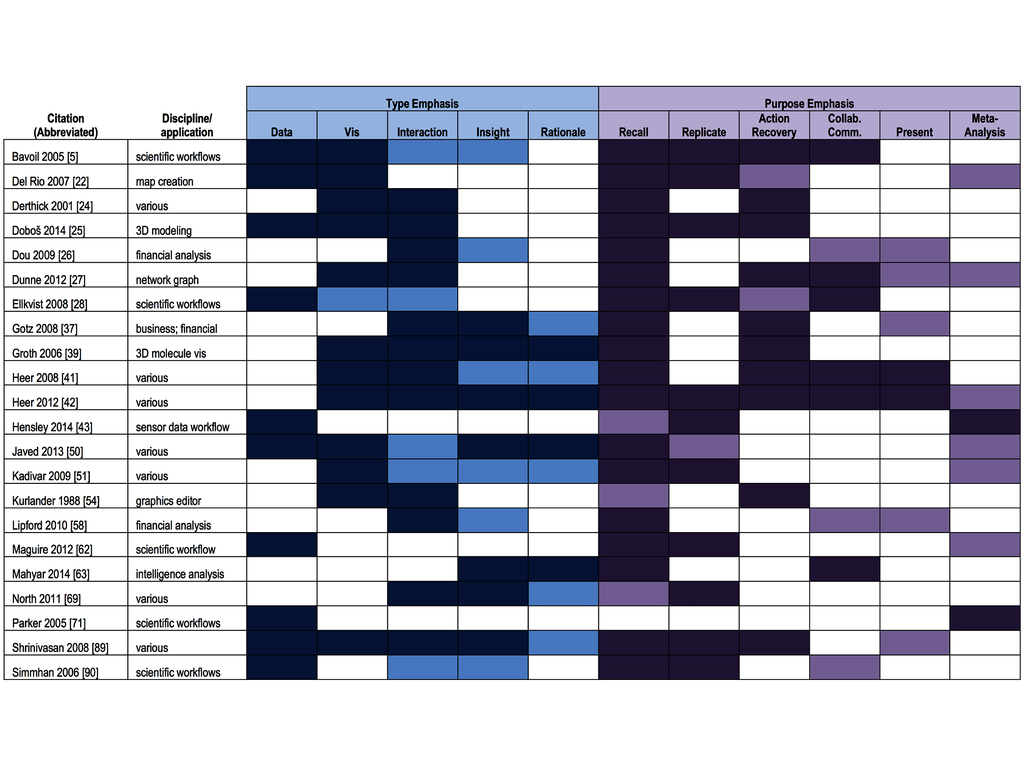 Type Emphasis Purpose Emphasis
Citation (Abbreviated) Discipline/ application Data Vis Interaction Insight Rationale Recall Replicate Action Recovery Collab. Comm. Present Meta-Analysis
Bavoil 2005 [5] scientific workflows
Del Rio 2007 [22] map creation
Derthick 2001 [24] various
Doboš 2014 [25] 3D modeling
Dou 2009 [26] financial analysis
Dunne 2012 [27] network graph
Ellkvist 2008 [28] scientific workflows
Gotz 2008 [37] business; financial
Groth 2006 [39] 3D molecule vis
Heer 2008 [41] various
Heer 2012 [42] various
Hensley 2014 [43] sensor data workflow
Javed 2013 [50] various
Kadivar 2009 [51] various
Kurlander 1988 [54] graphics editor
Lipford 2010 [58] financial analysis
Maguire 2012 [62] scientific workflow
Mahyar 2014 [63] intelligence analysis
North 2011 [69] various
Parker 2005 [71] scientific workflows
Shrinivasan 2008 [89] various
Simmhan 2006 [90] scientific workflows